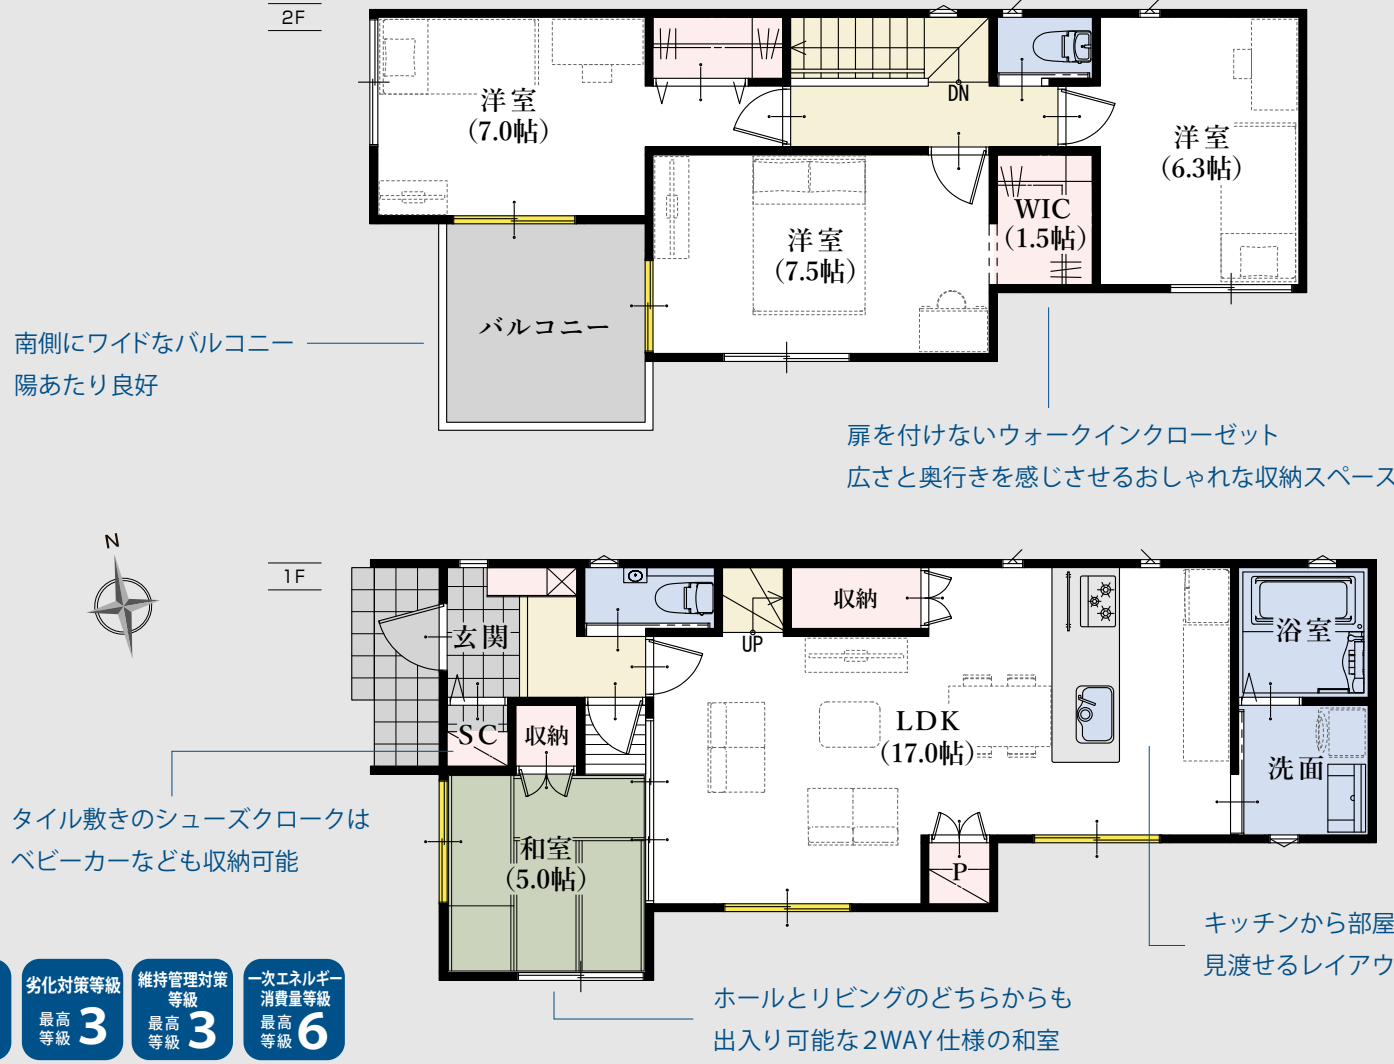 2F
洋室
(7.0帖)
DN
洋室
(6.3帖)
WIC
(1.5帖)
洋室
(7.5帖)
バルコニー
南側にワイドなバルコニー
陽あたり良好
扉を付けないウォークインクローゼット
広さと奥行きを感じさせるおしゃれな収納スペース
N
1F
玄関
UP
収納
浴室
SC
収納
LDK
(17.0帖)
洗面
和室
(5.0帖)
P
タイル敷きのシューズクロークは
ベビーカーなども収納可能
キッチンから部屋
見渡せるレイアウ
ホールとリビングのどちらからも
出入り可能な2WAY仕様の和室
劣化対策等級
最高
等級 3
維持管理対策
等級
最高
等級 3
一次エネルギー
消費量等級
最高
等級 6